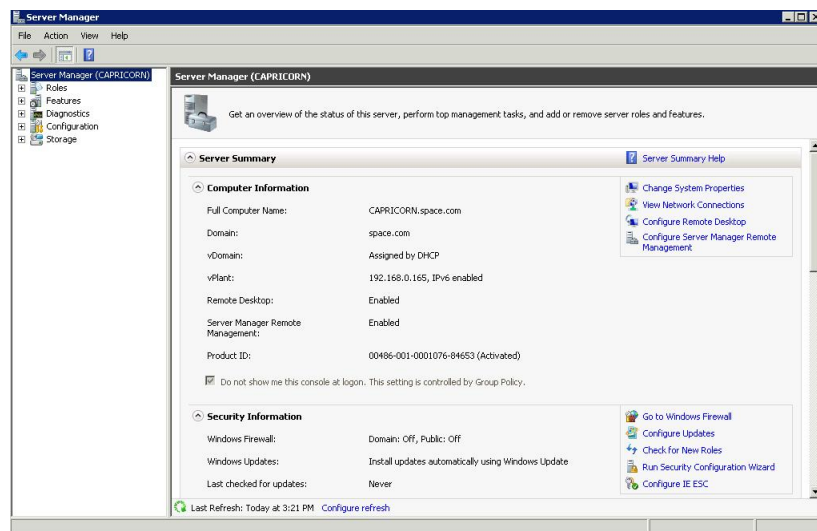 Server Manager
File Action View Help
Server Manager (CAPRICORN)
Roles
Features
Diagnostics
Configuration
Storage
Server Manager (CAPRICORN)
Get an overview of the status of this server, perform top management tasks, and add or remove server roles and features.
Server Summary
Server Summary Help
Computer Information
Full Computer Name: CAPRICORN.space.com
Domain: space.com
vDomain: Assigned by DHCP
vPlant: 192.168.0.165, IPv6 enabled
Remote Desktop: Enabled
Server Manager Remote Enabled
Management:
Product ID: 00486-001-0001076-84653 (Activated)
Do not show me this console at logon. This setting is controlled by Group Policy.
Change System Properties
View Network Connections
Configure Remote Desktop
Configure Server Manager Remote
Management
Security Information
Windows Firewall: Domain: Off, Public: Off
Windows Updates: Install updates automatically using Windows Update
Last checked for updates: Never
Go to Windows Firewall
Configure Updates
Check for New Roles
Run Security Configuration Wizard
Configure IE ESC
Last Refresh: Today at 3:21 PM Configure refresh